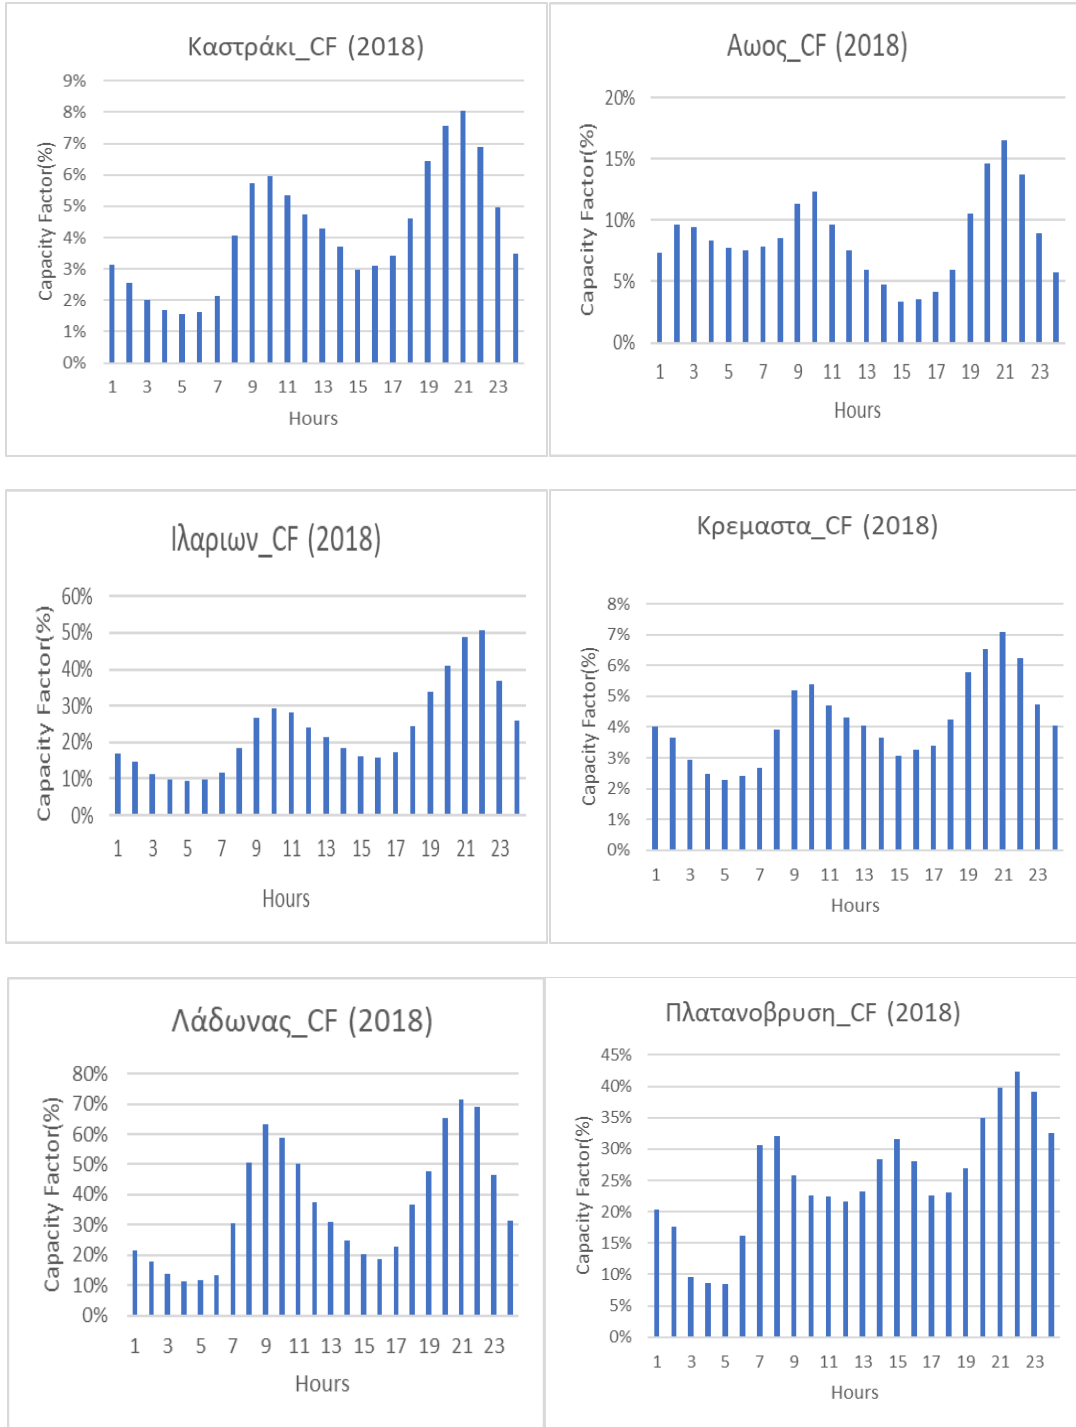 Καστράκι_CF (2018)
9%
8%
7%
6%
5%
4%
3%
2%
1%
0%
Capacity Factor(%)
1 3 5 7 9 11 13 15 17 19 21 23
Hours
Αωος_CF (2018)
20%
15%
10%
5%
0%
Capacity Factor(%)
1 3 5 7 9 11 13 15 17 19 21 23
Hours
Ιλαριων_CF (2018)
60%
50%
40%
30%
20%
10%
0%
Capacity Factor(%)
1 3 5 7 9 11 13 15 17 19 21 23
Hours
Κρεμαστα_CF (2018)
8%
7%
6%
5%
4%
3%
2%
1%
0%
Capacity Factor(%)
1 3 5 7 9 11 13 15 17 19 21 23
Hours
Λάδωνας_CF (2018)
80%
70%
60%
50%
40%
30%
20%
10%
0%
Capacity Factor(%)
1 3 5 7 9 11 13 15 17 19 21 23
Hours
Πλατανοβρυση_CF (2018)
45%
40%
35%
30%
25%
20%
15%
10%
5%
0%
Capacity Factor(%)
1 3 5 7 9 11 13 15 17 19 21 23
Hours